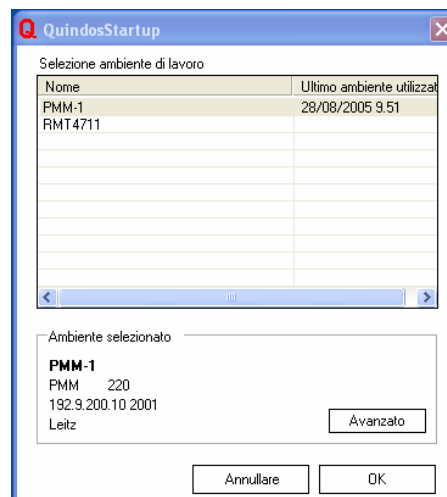 QuindosStartup
Selezione ambiente di lavoro
Nome Ultimo ambiente utilizzat
PMM-1 28/08/2005 9.51
RMT4711
Ambiente selezionato
PMM-1
PMM 220
192.9.200.10 2001
Leitz
Avanzato
Annullare OK